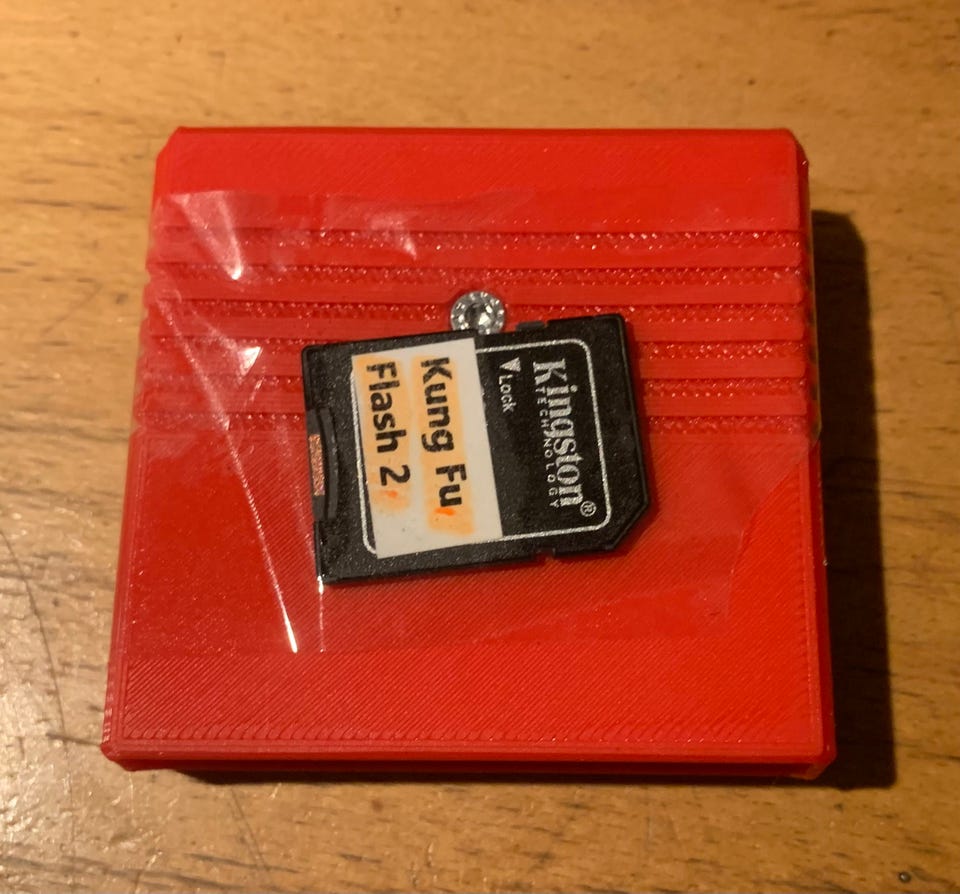 Kingston®
TECHNOLOGY
Lock
Kung Fu
Flash 2